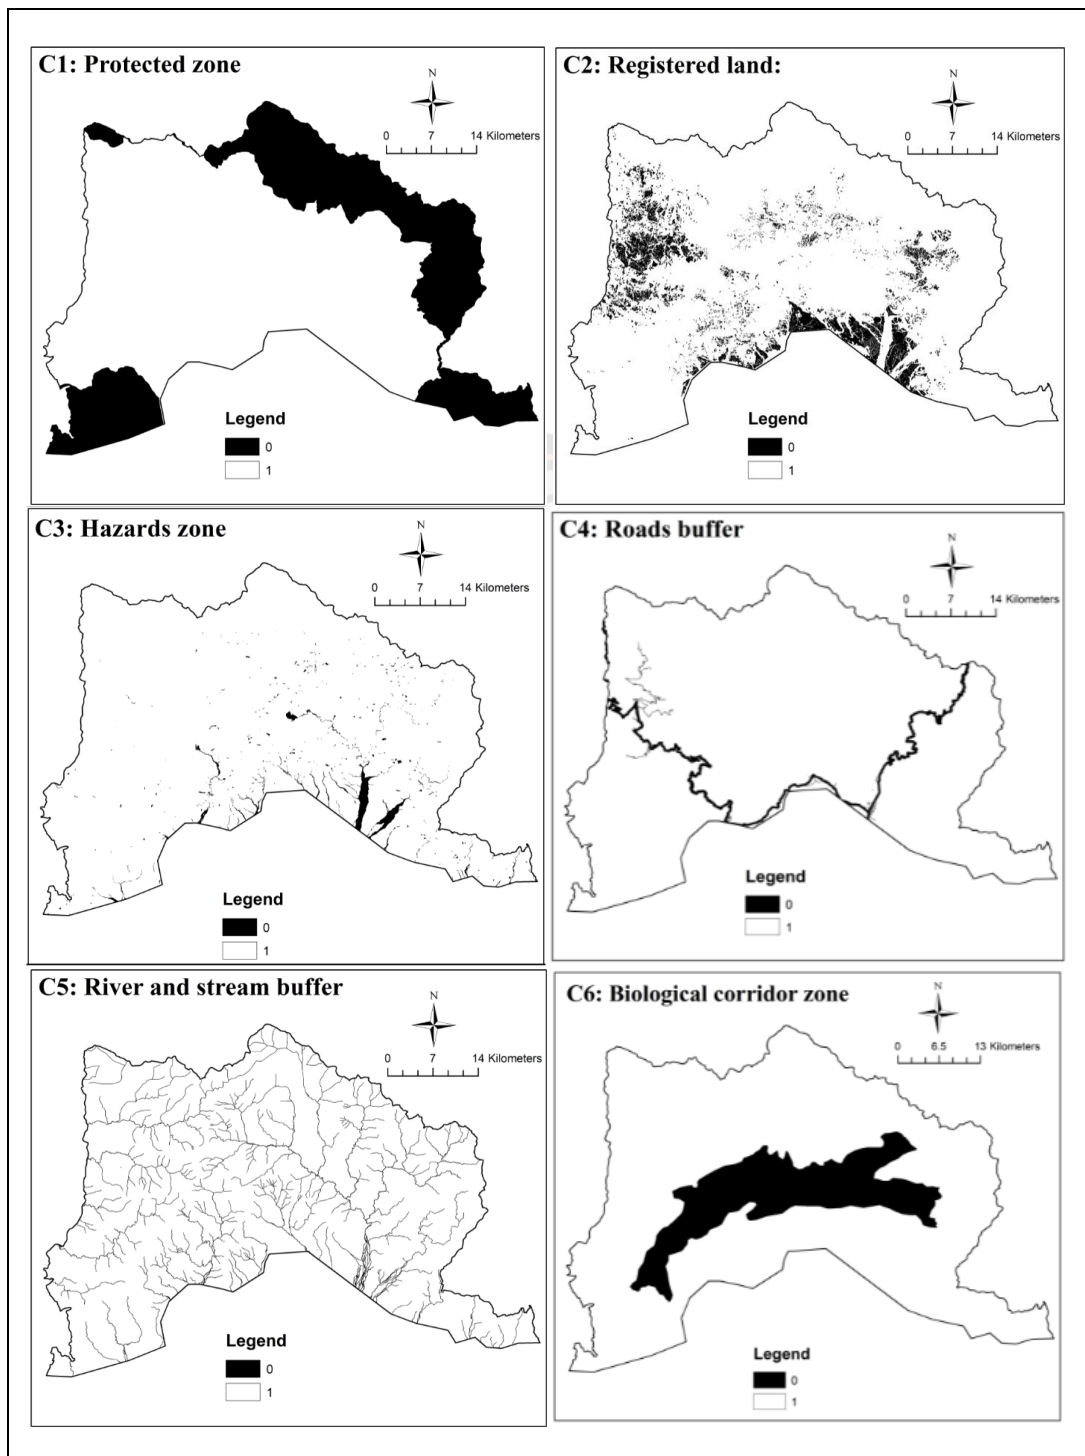 C1: Protected zone
N
0 7 14 Kilometers
Legend
0
1
C2: Registered land:
N
0 7 14 Kilometers
Legend
0
1
C3: Hazards zone
N
0 7 14 Kilometers
Legend
0
1
C4: Roads buffer
N
0 7 14 Kilometers
Legend
0
1
C5: River and stream buffer
N
0 7 14 Kilometers
Legend
0
1
C6: Biological corridor zone
N
0 6.5 13 Kilometers
Legend
0
1